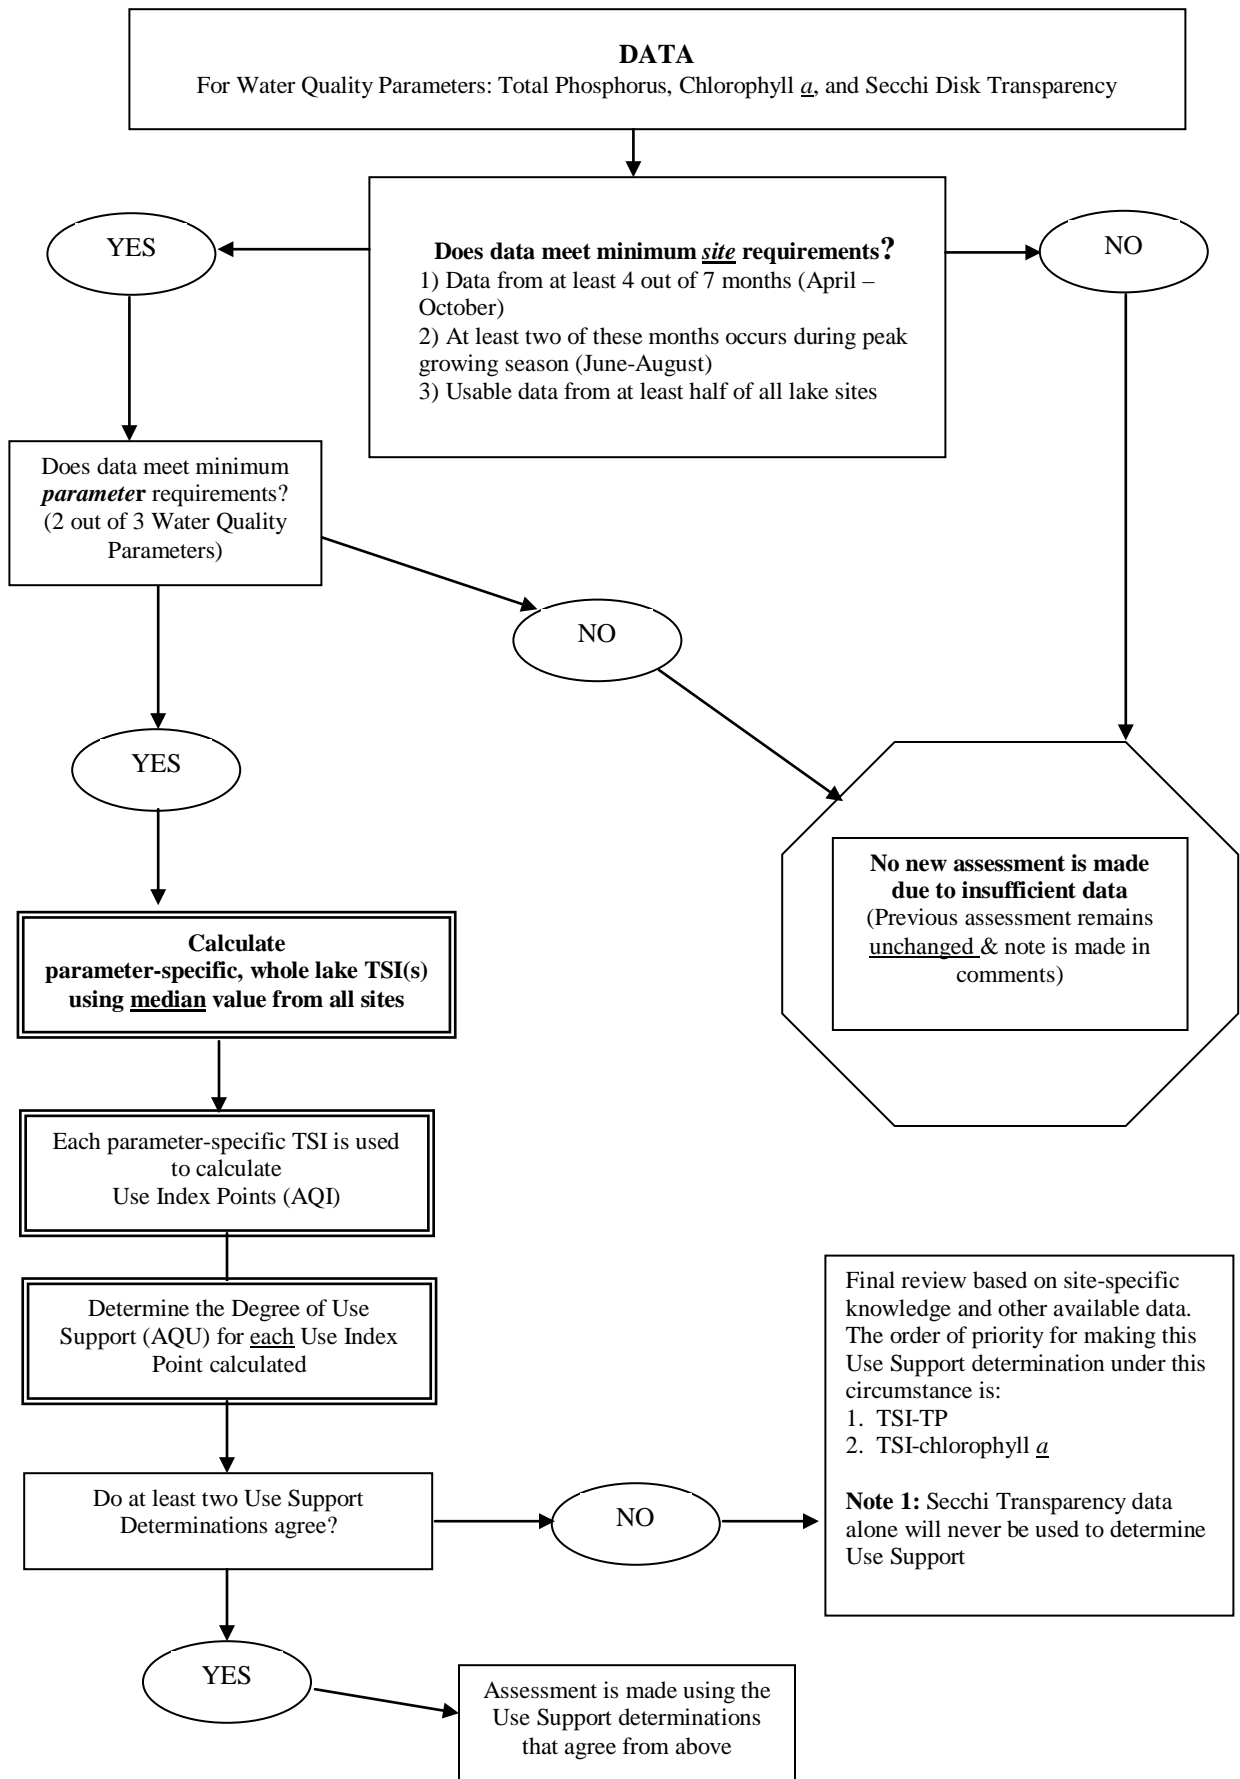 DATA
For Water Quality Parameters: Total Phosphorus, Chlorophyll a, and Secchi Disk Transparency
YES
Does data meet minimum site requirements?
1) Data from at least 4 out of 7 months (April –
October)
2) At least two of these months occurs during peak
growing season (June-August)
3) Usable data from at least half of all lake sites
NO
Does data meet minimum
parameter requirements?
(2 out of 3 Water Quality
Parameters)
NO
YES
No new assessment is made
due to insufficient data
(Previous assessment remains
unchanged & note is made in
comments)
Calculate
parameter-specific, whole lake TSI(s)
using median value from all sites
Each parameter-specific TSI is used
to calculate
Use Index Points (AQI)
Determine the Degree of Use
Support (AQU) for each Use Index
Point calculated
Final review based on site-specific
knowledge and other available data.
The order of priority for making this
Use Support determination under this
circumstance is:
1. TSI-TP
2. TSI-chlorophyll a
Note 1: Secchi Transparency data
alone will never be used to determine
Use Support
Do at least two Use Support
Determinations agree?
NO
YES
Assessment is made using the
Use Support determinations
that agree from above